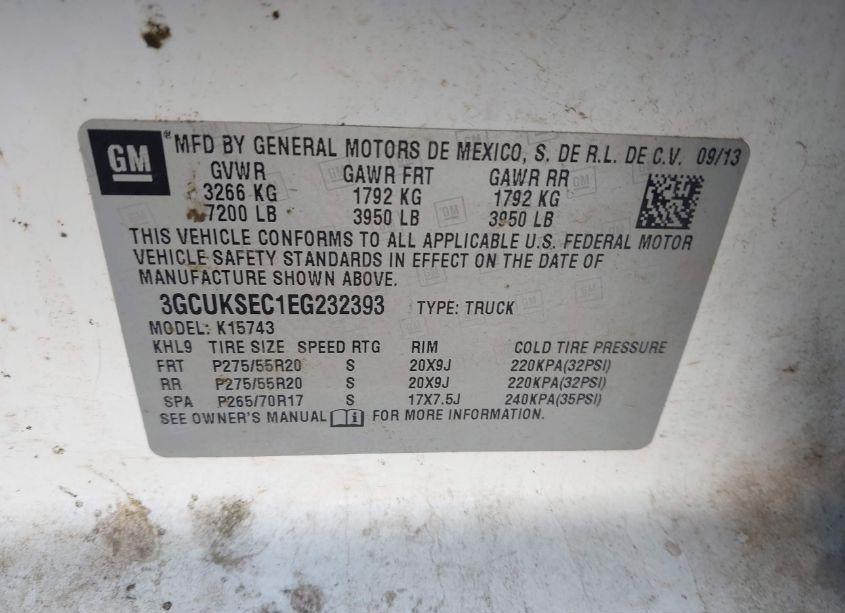 GM ® MFD BY GENERAL MOTORS DE MEXICO, S. DE R.L. DE C.V. 09/13
GVWR GAWR FRT GAWR RR
3266 KG 1792 KG 1792 KG
7200 LB 3950 LB 3950 LB
THIS VEHICLE CONFORMS TO ALL APPLICABLE U.S. FEDERAL MOTOR
VEHICLE SAFETY STANDARDS IN EFFECT ON THE DATE OF
MANUFACTURE SHOWN ABOVE.
3GCUKSEC1EG232393 TYPE: TRUCK
MODEL: K15743
KHL9 TIRE SIZE SPEED RTG RIM COLD TIRE PRESSURE
FRT P275/55R20 S 20X9J 220KPA(32PSI)
RR P275/55R20 S 20X9J 220KPA(32PSI)
SPA P265/70R17 S 17X7.5J 240KPA(35PSI)
SEE OWNER'S MANUAL i FOR MORE INFORMATION.